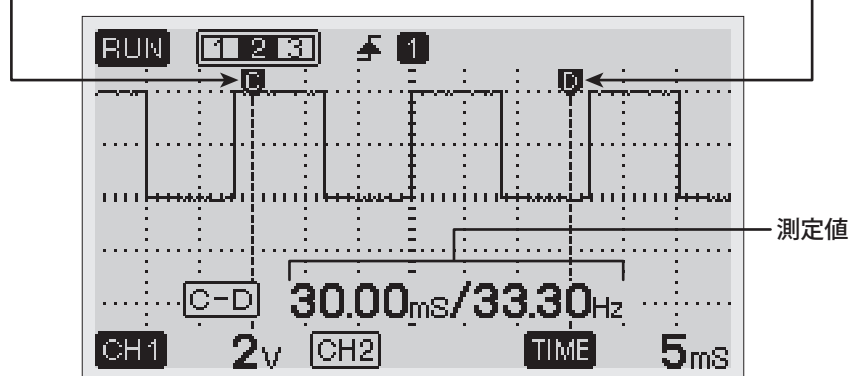 RUN 1 2 3 1
C D
測定値
C-D 30.00mS/33.30Hz
CH1 2V CH2 TIME 5mS